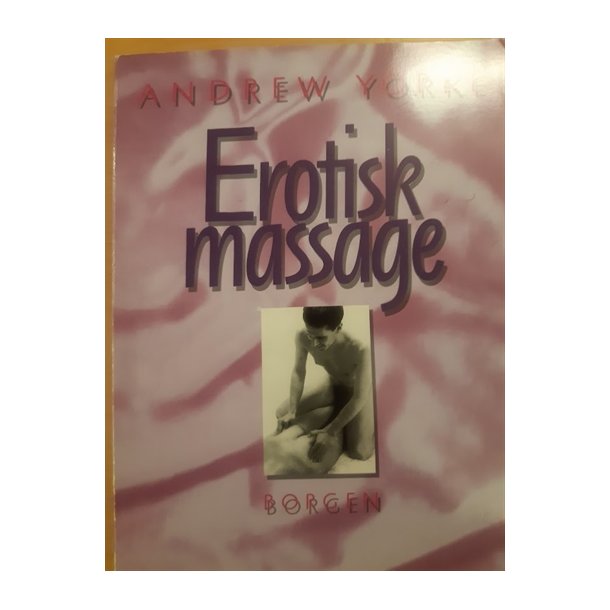 ANDREW YORKE
Erotisk
massage
BORGEN